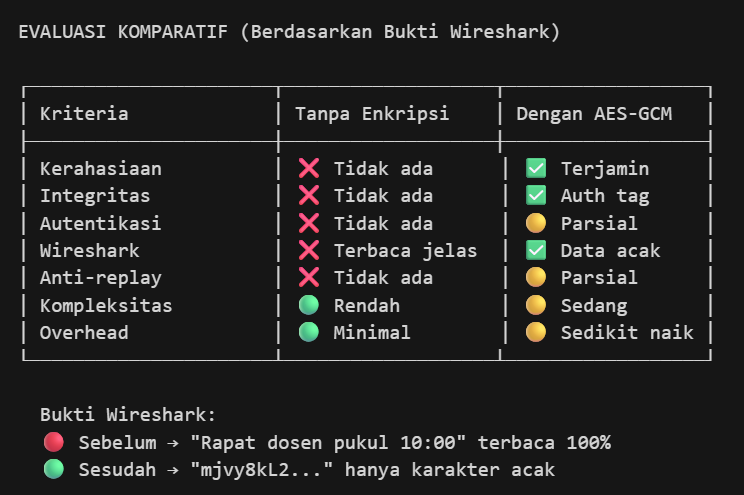 EVALUASI KOMPARATIF (Berdasarkan Bukti Wireshark)
Kriteria Tanpa Enkripsi Dengan AES-GCM
Kerahasiaan ❌ Tidak ada ✅ Terjamin
Integritas ❌ Tidak ada ✅ Auth tag
Autentikasi ❌ Tidak ada 🟡 Parsial
Wireshark ❌ Terbaca jelas ✅ Data acak
Anti-replay ❌ Tidak ada 🟡 Parsial
Kompleksitas 🟢 Rendah 🟡 Sedang
Overhead 🟢 Minimal 🟡 Sedikit naik
Bukti Wireshark:
🔴 Sebelum → "Rapat dosen pukul 10:00" terbaca 100%
🟢 Sesudah → "mjvy8kL2..." hanya karakter acak